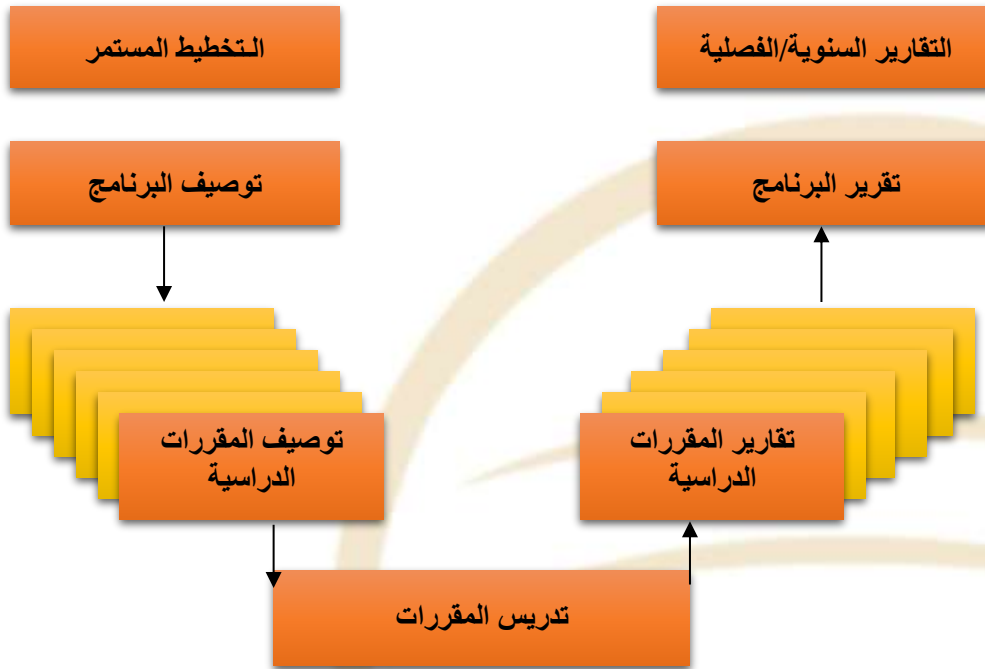 التقارير السنوية/الفصلية
التخطيط المستمر
تقرير البرنامج
توصيف البرنامج
تقارير المقررات
الدراسية
توصيف المقررات
الدراسية
تدريس المقررات